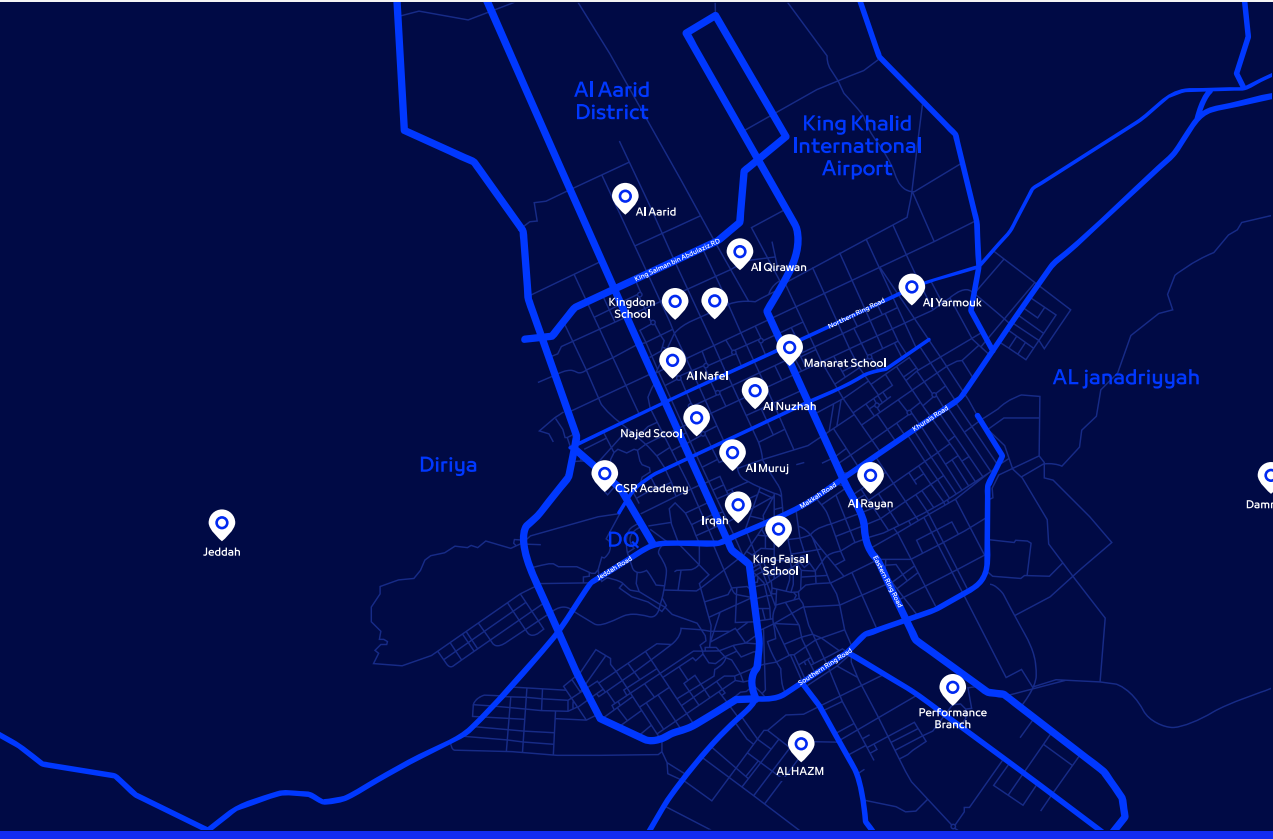 Al Aarid
District
King Khalid
International
Airport
Al Aarid
King Salman bin Abdulaziz RD
Al Qirawan
Kingdom
School
Northern Ring Road
Al Yarmouk
Manarat School
Al Nafel
AL janadriyyah
Al Nuzhah
Khurais Road
Najed Scool
Diriya
Al Muruj
CSR Academy
Makkah Road
Al Rayan
Damm
Irqah
DQ
Jeddah
King Faisal
School
Jeddah Road
Eastern Ring Road
Southern Ring Road
Performance
Branch
ALHAZM